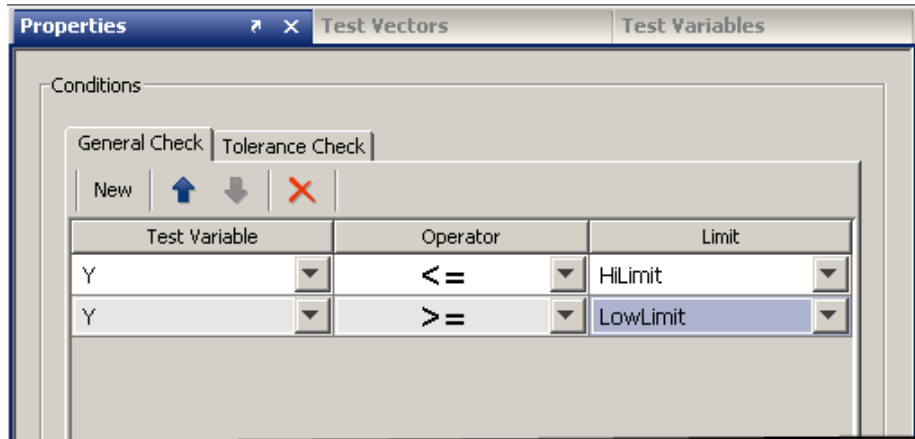 Properties Test Vectors Test Variables
Conditions
General Check Tolerance Check
New
Test Variable Operator Limit
Y <= HiLimit
Y >= LowLimit